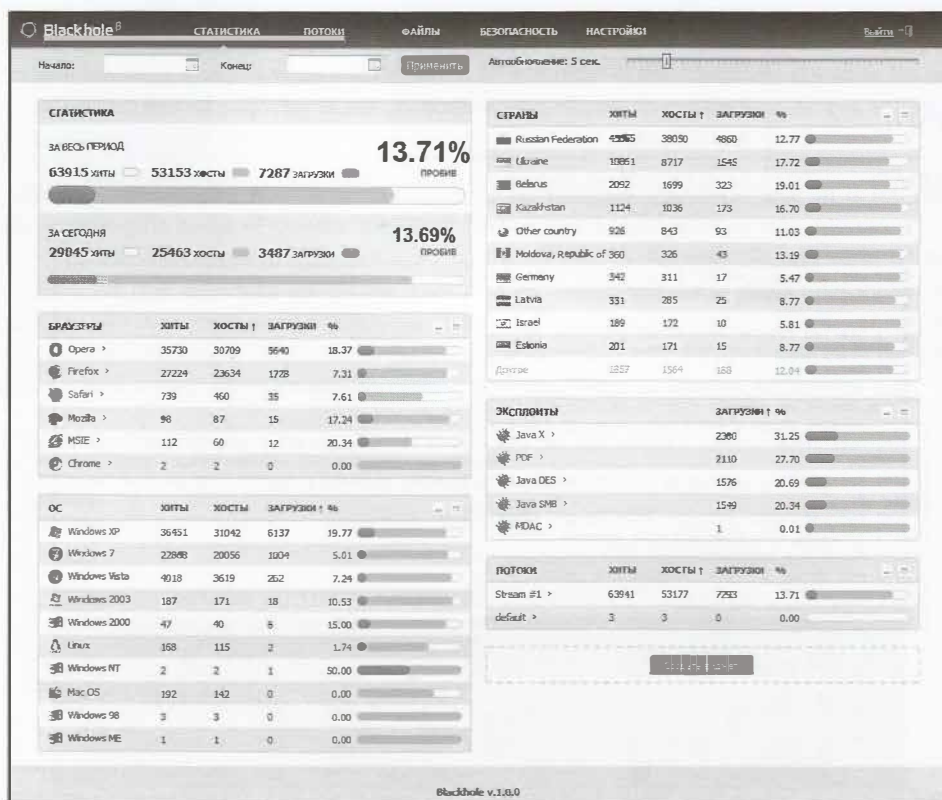 Blackhole β
СТАТИСТИКА ПОТОКИ ФАЙЛЫ БЕЗОПАСНОСТЬ НАСТРОЙКИ Выйти
Начало: Конец: Применить Автообновление: 5 сек.
СТАТИСТИКА
ЗА ВЕСЬ ПЕРИОД
13.71%
63915 хиты 53153 хосты 7287 загрузки ПРОБИВ
ЗА СЕГОДНЯ
13.69%
29845 хиты 25463 хосты 3487 загрузки ПРОБИВ
БРАУЗЕРЫ ХИТЫ ХОСТЫ ↑ ЗАГРУЗКИ %
Opera > 35730 30709 5640 18.37
Firefox > 27224 23634 1728 7.31
Safari > 739 460 35 7.61
Mozilla > 98 87 15 17.24
MSIE > 112 60 12 20.34
Chrome > 2 2 0 0.00
ОС ХИТЫ ХОСТЫ ЗАГРУЗКИ ↑ %
Windows XP 36451 31042 6137 19.77
Windows 7 20056 1004 5.01
Windows Vista 4018 3619 262 7.24
Windows 2003 187 171 18 10.53
Windows 2000 47 40 6 15.00
Linux 168 115 2 1.74
Windows NT 2 2 1 50.00
Mac OS 192 142 0 0.00
Windows 98 3 3 0 0.00
Windows ME 1 1 0 0.00
СТРАНЫ ХИТЫ ХОСТЫ ↑ ЗАГРУЗКИ %
Russian Federation 38050 4860 12.77
Ukraine 8717 1545 17.72
Belarus 2092 1699 323 19.01
Kazakhstan 1124 1036 173 16.70
Other country 926 843 93 11.03
Moldova, Republic of 360 326 43 13.19
Germany 342 311 17 5.47
Latvia 331 285 25 8.77
Israel 189 172 10 5.81
Estonia 201 171 15 8.77
Другое 1564 188 12.04
ЭКСПЛОИТЫ ЗАГРУЗКИ ↑ %
Java X > 2380 31.25
PDF > 2110 27.70
Java DES > 1576 20.69
Java SMB > 1549 20.34
MDAC > 1 0.01
ПОТОКИ ХИТЫ ХОСТЫ ↑ ЗАГРУЗКИ %
Stream #1 > 63941 53177 7293 13.71
default > 3 3 0 0.00
Blackhole v.1.0.0